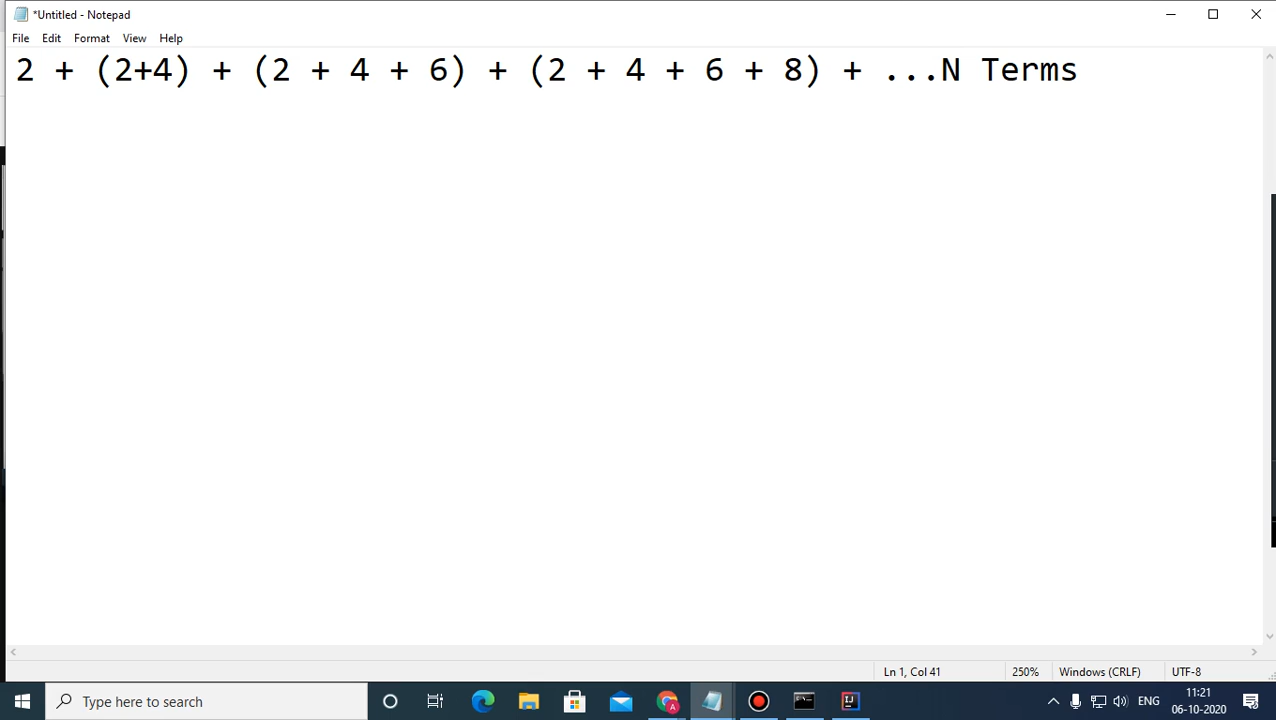 *Untitled - Notepad
File Edit Format View Help
2 + (2+4) + (2 + 4 + 6) + (2 + 4 + 6 + 8) + ...N Terms
Ln 1, Col 41 250% Windows (CRLF) UTF-8
Type here to search
ENG
11:21
06-10-2020